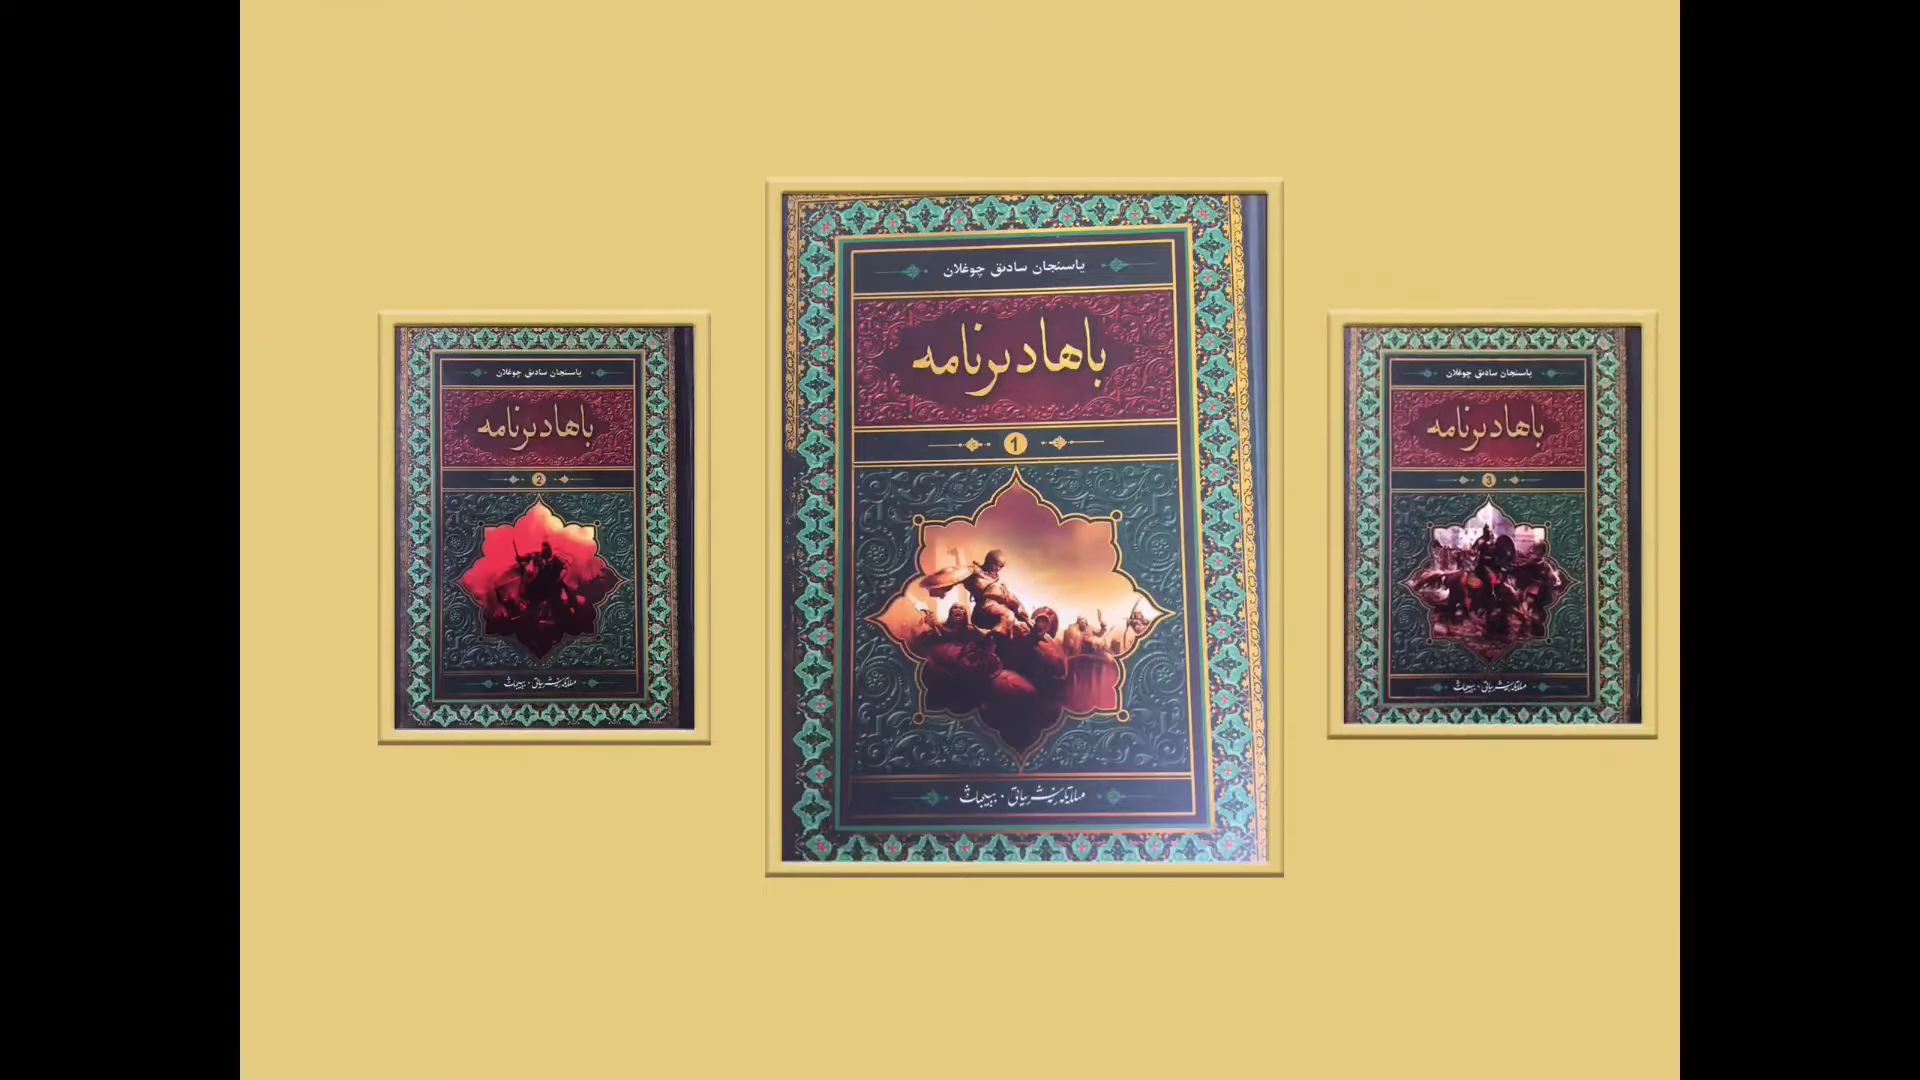 ياسىنجان سادىق چوغلان
باھادىرنامە
1
مىللەتلەر نەشرىياتى · بېيجىڭ
ياسىنجان سادىق چوغلان
باھادىرنامە
2
مىللەتلەر نەشرىياتى · بېيجىڭ
ياسىنجان سادىق چوغلان
باھادىرنامە
3
مىللەتلەر نەشرىياتى · بېيجىڭ